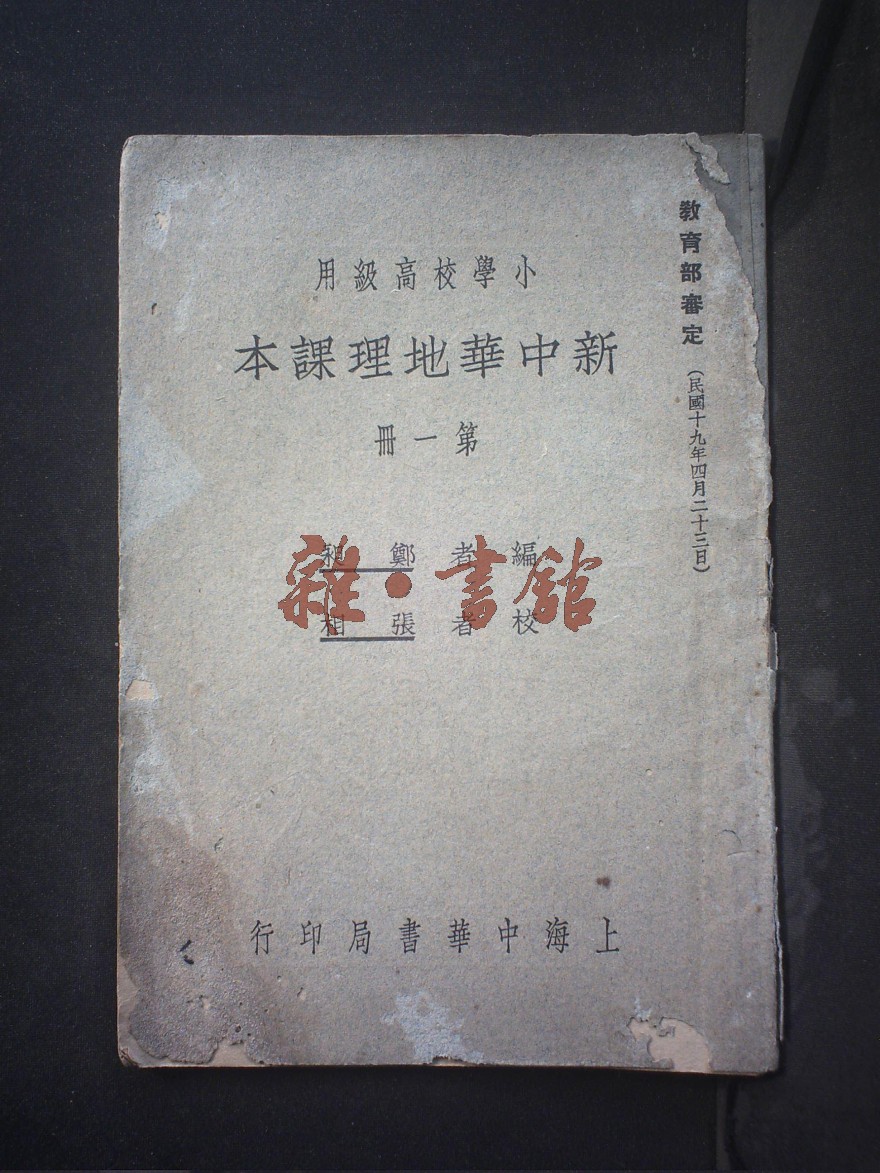 教育部審定（民國十九年四月二十三日）
小學校高級用
新中華地理課本
第一冊
編者 鄭昶
校者 張相
雜·書館
上海中華書局印行